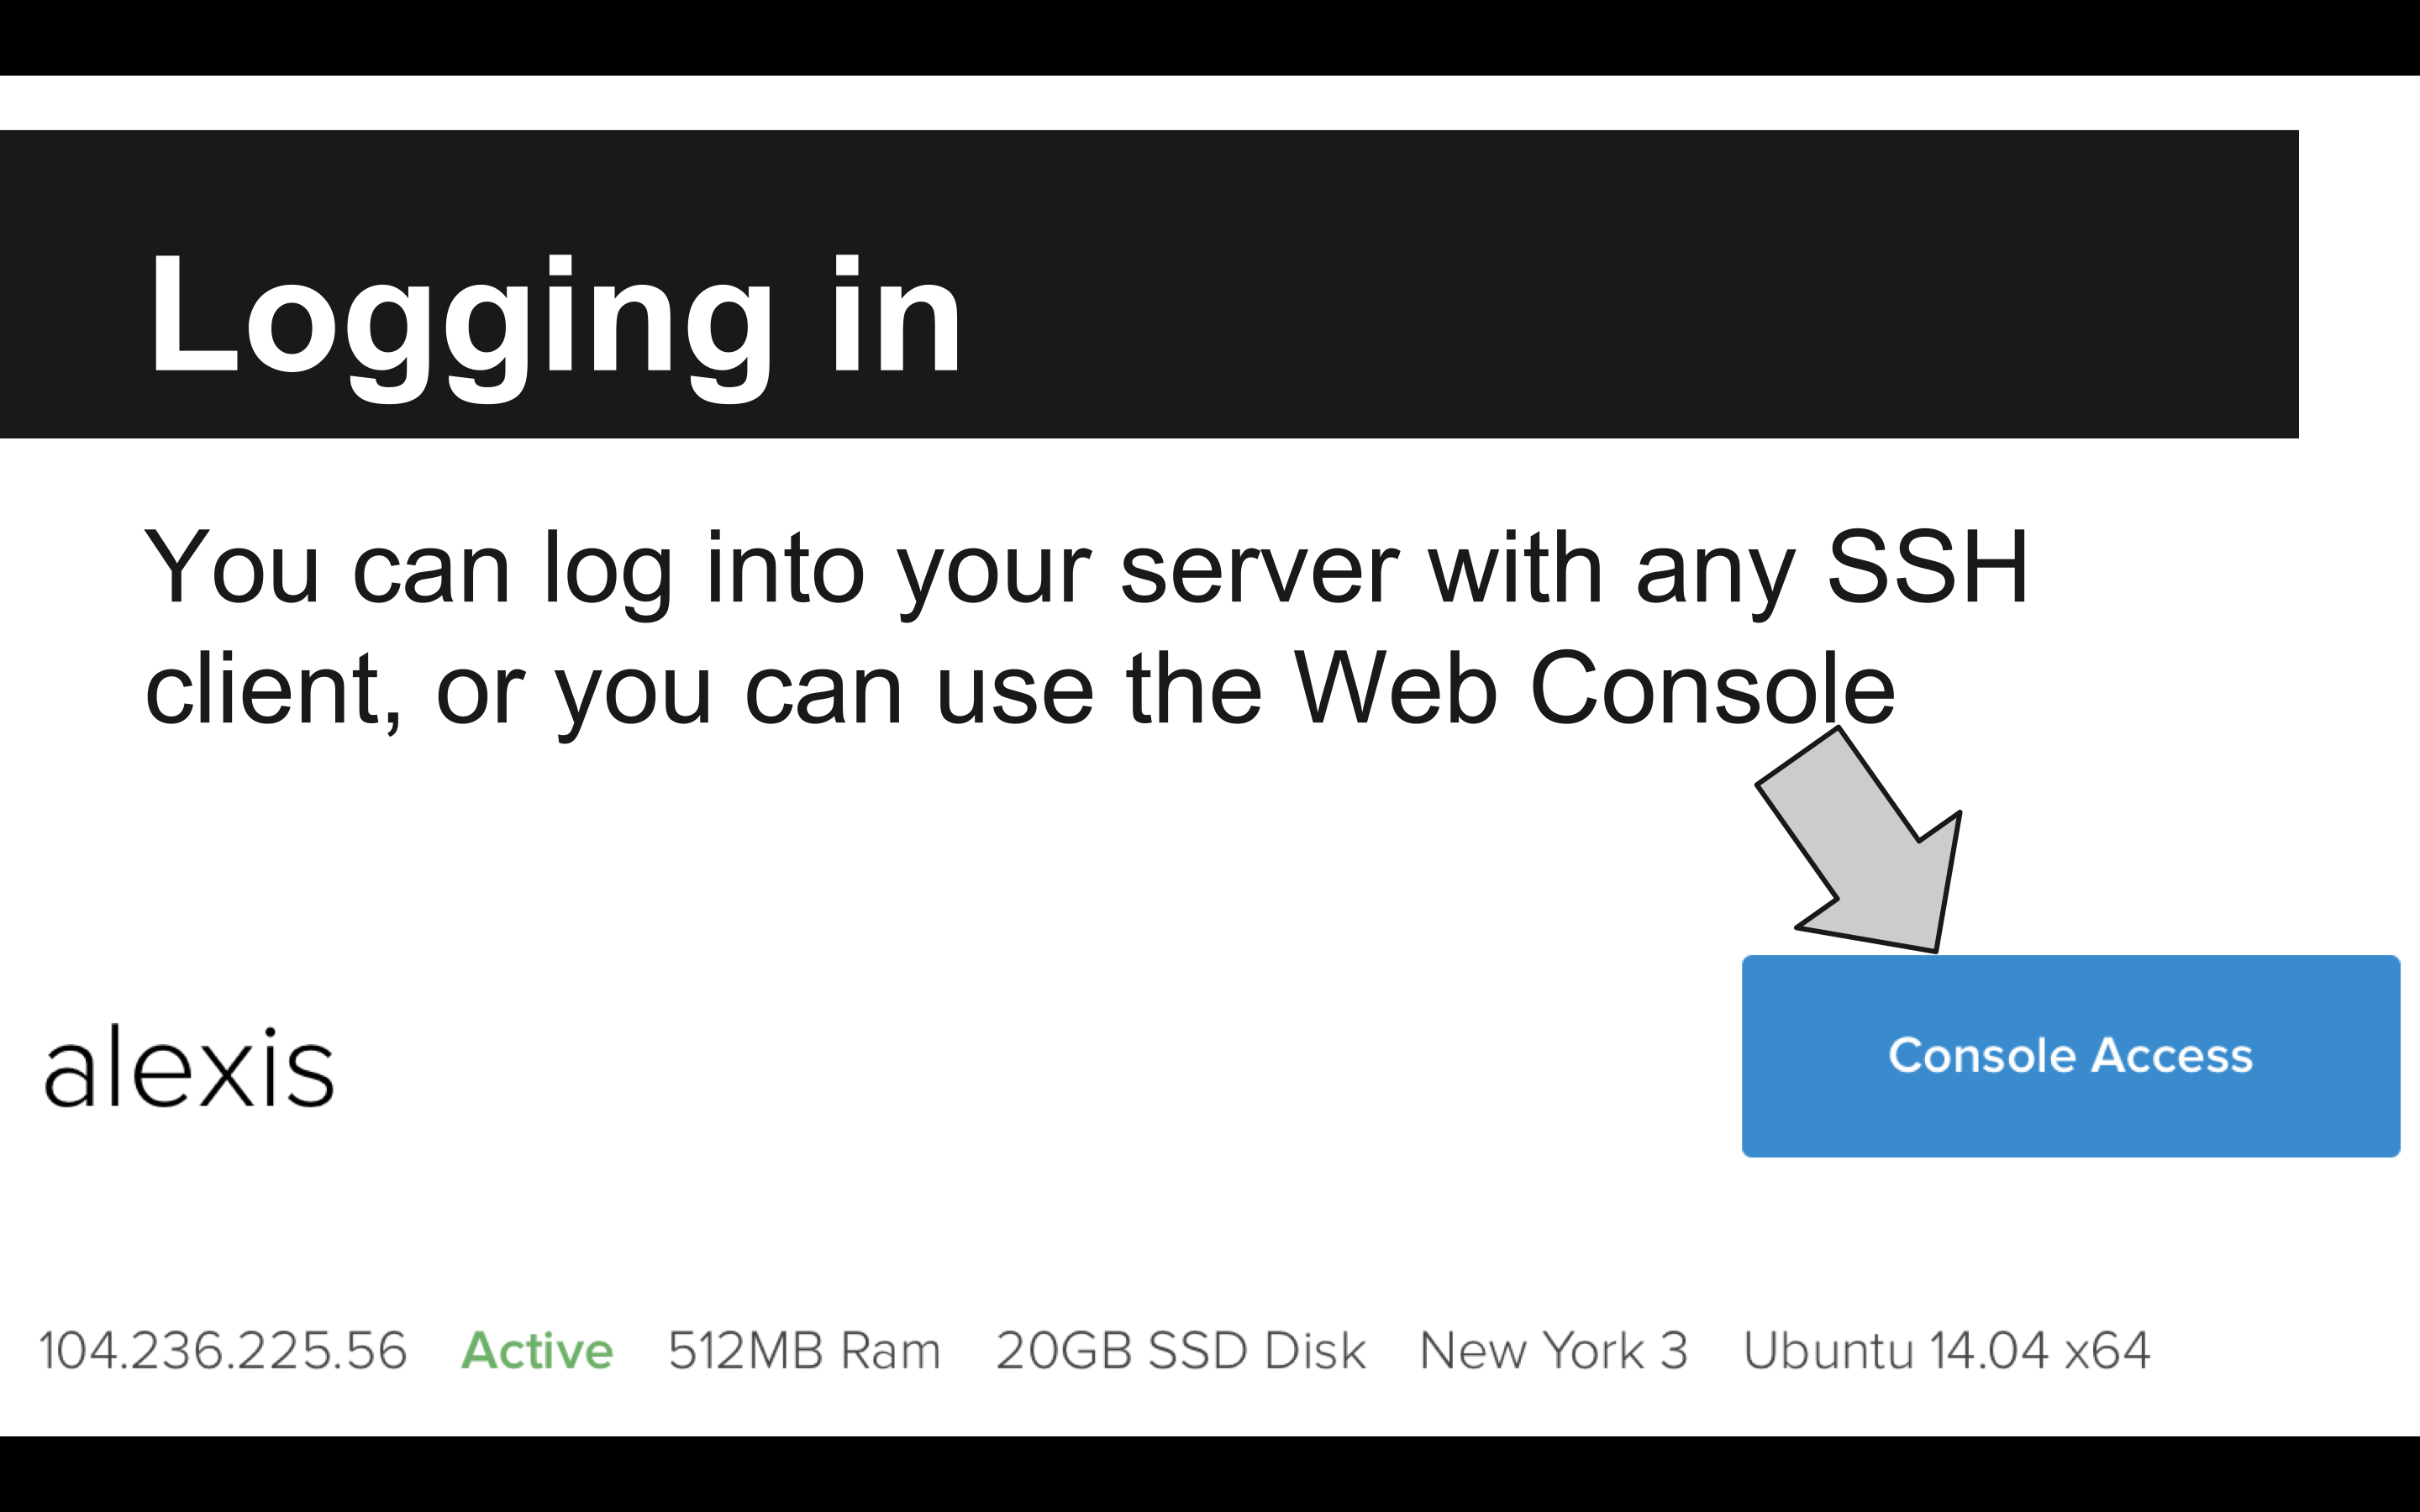 Logging in
You can log into your server with any SSH
client, or you can use the Web Console
alexis
Console Access
104.236.225.56 Active 512MB Ram 20GB SSD Disk New York 3 Ubuntu 14.04 x64